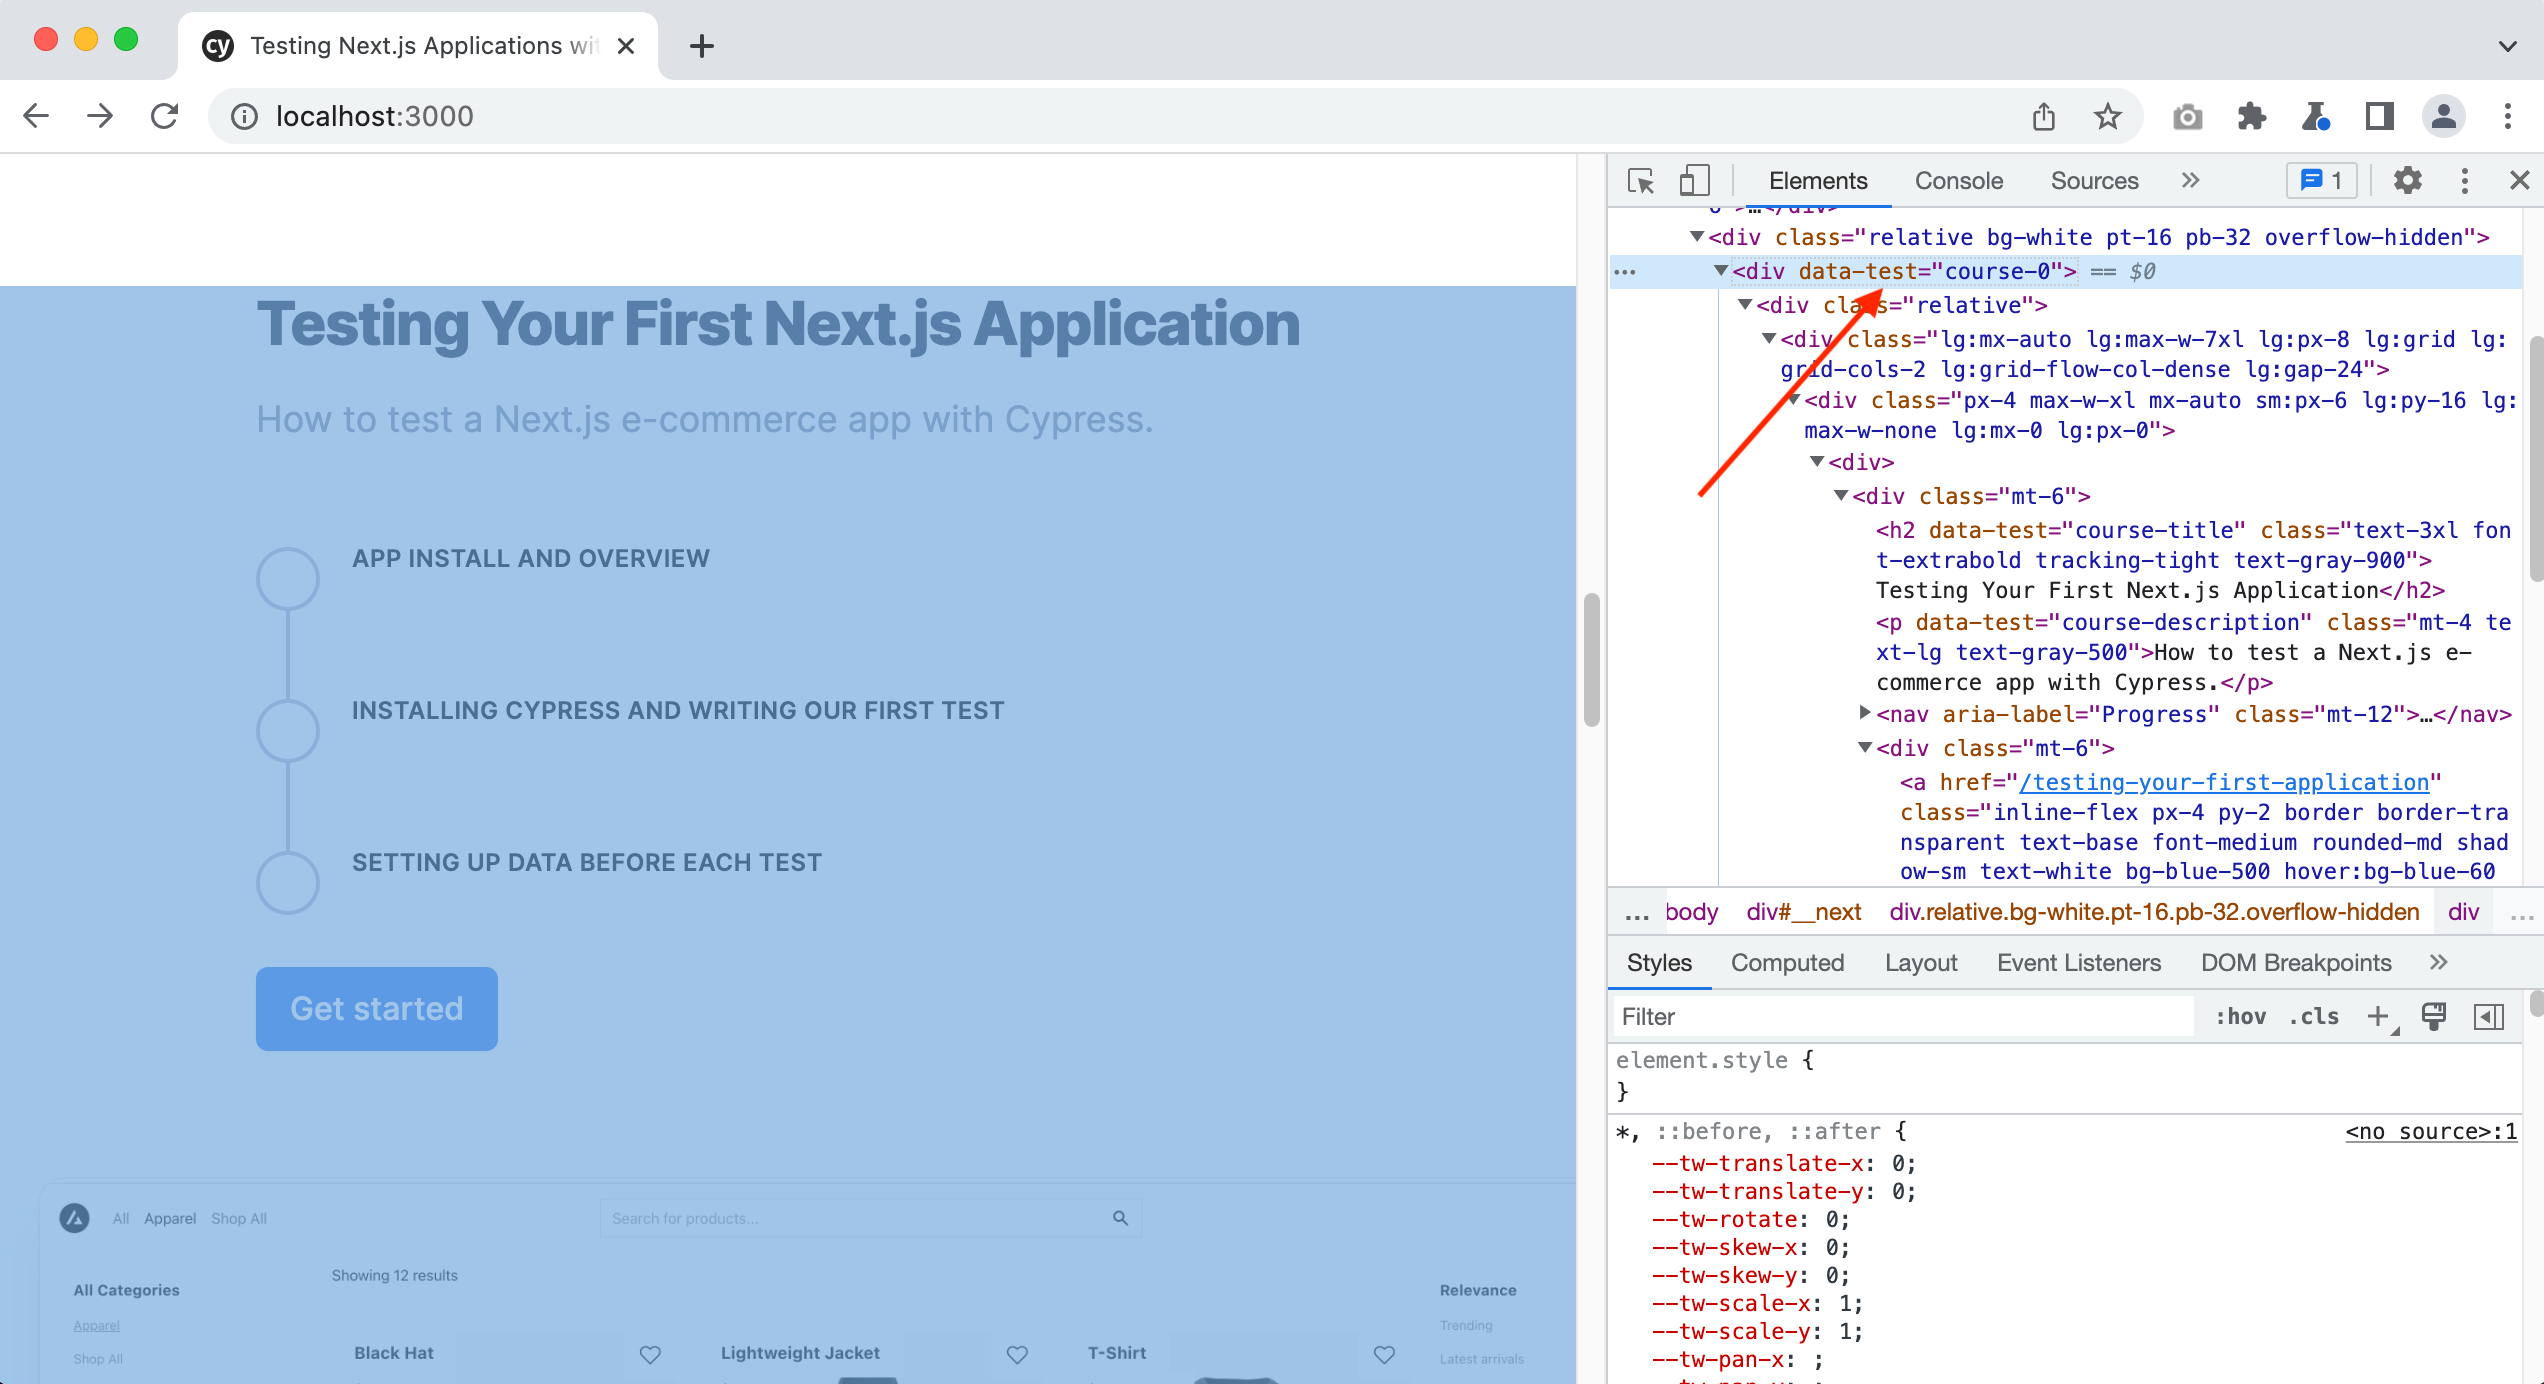 cy Testing Next.js Applications wit
localhost:3000
Testing Your First Next.js Application
How to test a Next.js e-commerce app with Cypress.
APP INSTALL AND OVERVIEW
INSTALLING CYPRESS AND WRITING OUR FIRST TEST
SETTING UP DATA BEFORE EACH TEST
Get started
All Apparel Shop All
Search for products...
Showing 12 results
All Categories
Apparel
Shop All
Black Hat
Lightweight Jacket
T-Shirt
Relevance
Trending
Latest arrivals
Elements Console Sources » 1
<div class="relative bg-white pt-16 pb-32 overflow-hidden">
… <div data-test="course-0"> == $0
<div class="relative">
<div class="lg:mx-auto lg:max-w-7xl lg:px-8 lg:grid lg:
grid-cols-2 lg:grid-flow-col-dense lg:gap-24">
<div class="px-4 max-w-xl mx-auto sm:px-6 lg:py-16 lg:
max-w-none lg:mx-0 lg:px-0">
<div>
<div class="mt-6">
<h2 data-test="course-title" class="text-3xl fon
t-extrabold tracking-tight text-gray-900">
Testing Your First Next.js Application</h2>
<p data-test="course-description" class="mt-4 te
xt-lg text-gray-500">How to test a Next.js e-
commerce app with Cypress.</p>
<nav aria-label="Progress" class="mt-12">…</nav>
<div class="mt-6">
<a href="/testing-your-first-application"
class="inline-flex px-4 py-2 border border-tra
nsparent text-base font-medium rounded-md shad
ow-sm text-white bg-blue-500 hover:bg-blue-60
… body div#__next div.relative.bg-white.pt-16.pb-32.overflow-hidden div …
Styles Computed Layout Event Listeners DOM Breakpoints »
Filter :hov .cls +
element.style {
}
*, ::before, ::after { <no source>:1
--tw-translate-x: 0;
--tw-translate-y: 0;
--tw-rotate: 0;
--tw-skew-x: 0;
--tw-skew-y: 0;
--tw-scale-x: 1;
--tw-scale-y: 1;
--tw-pan-x: ;